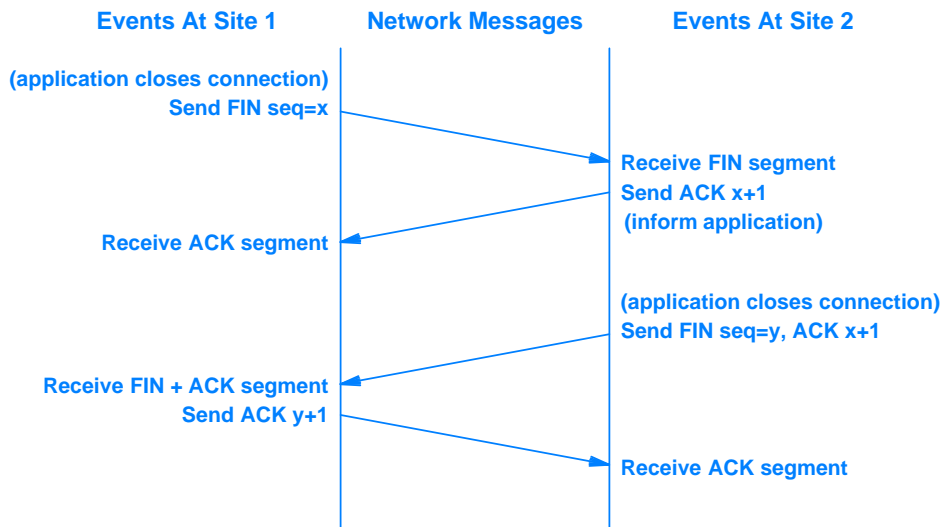 Events At Site 1
Network Messages
Events At Site 2
(application closes connection)
Send FIN seq=x
Receive FIN segment
Send ACK x+1
(inform application)
Receive ACK segment
(application closes connection)
Send FIN seq=y, ACK x+1
Receive FIN + ACK segment
Send ACK y+1
Receive ACK segment